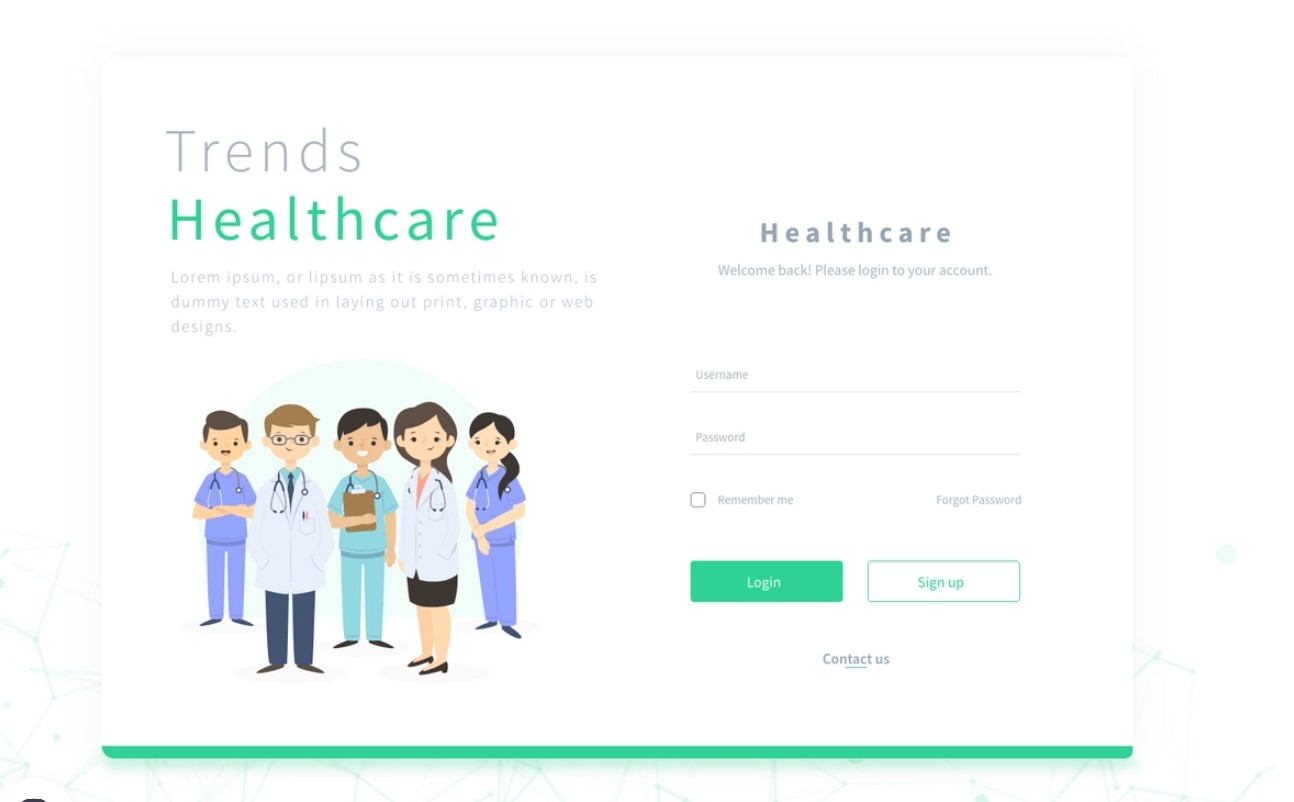 Trends
Healthcare
Lorem ipsum, or lipsum as it is sometimes known, is
dummy text used in laying out print, graphic or web
designs.
Healthcare
Welcome back! Please login to your account.
Username
Password
Remember me
Forgot Password
Login
Sign up
Contact us